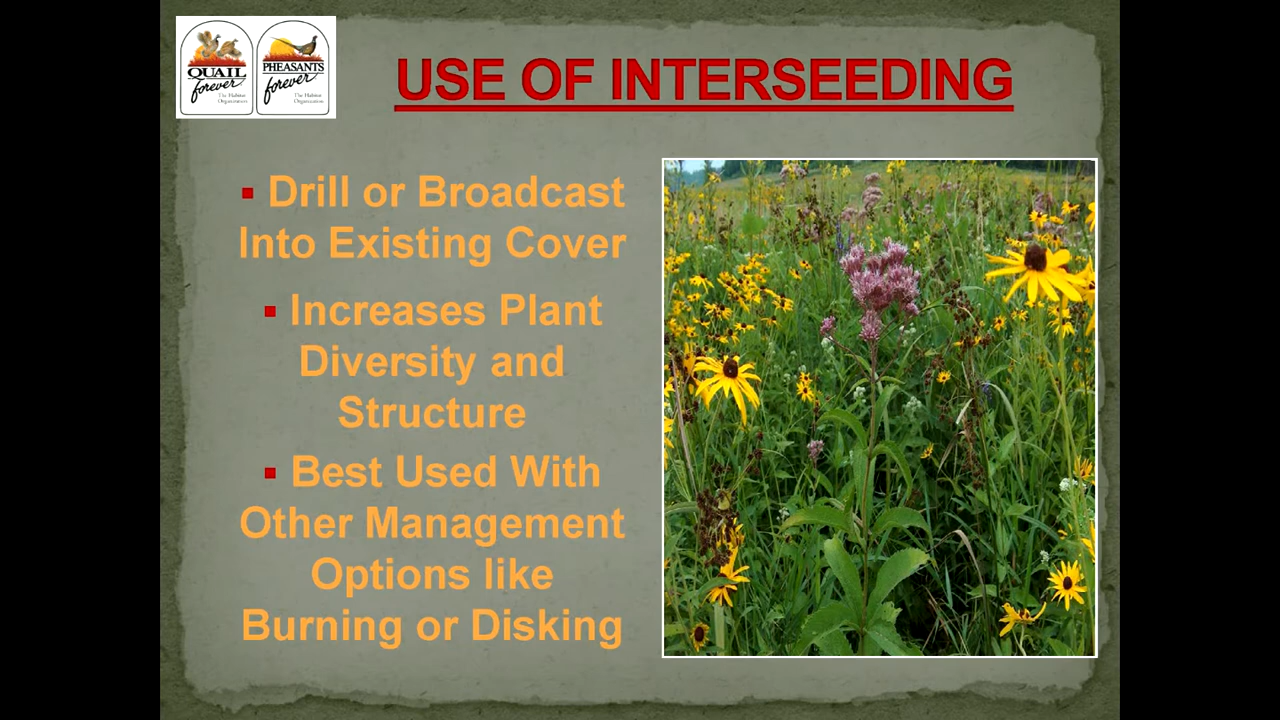 QUAIL
forever
The Habitat
Organization
PHEASANTS
forever
The Habitat
Organization
USE OF INTERSEEDING
▪ Drill or Broadcast
Into Existing Cover
▪ Increases Plant
Diversity and
Structure
▪ Best Used With
Other Management
Options like
Burning or Disking